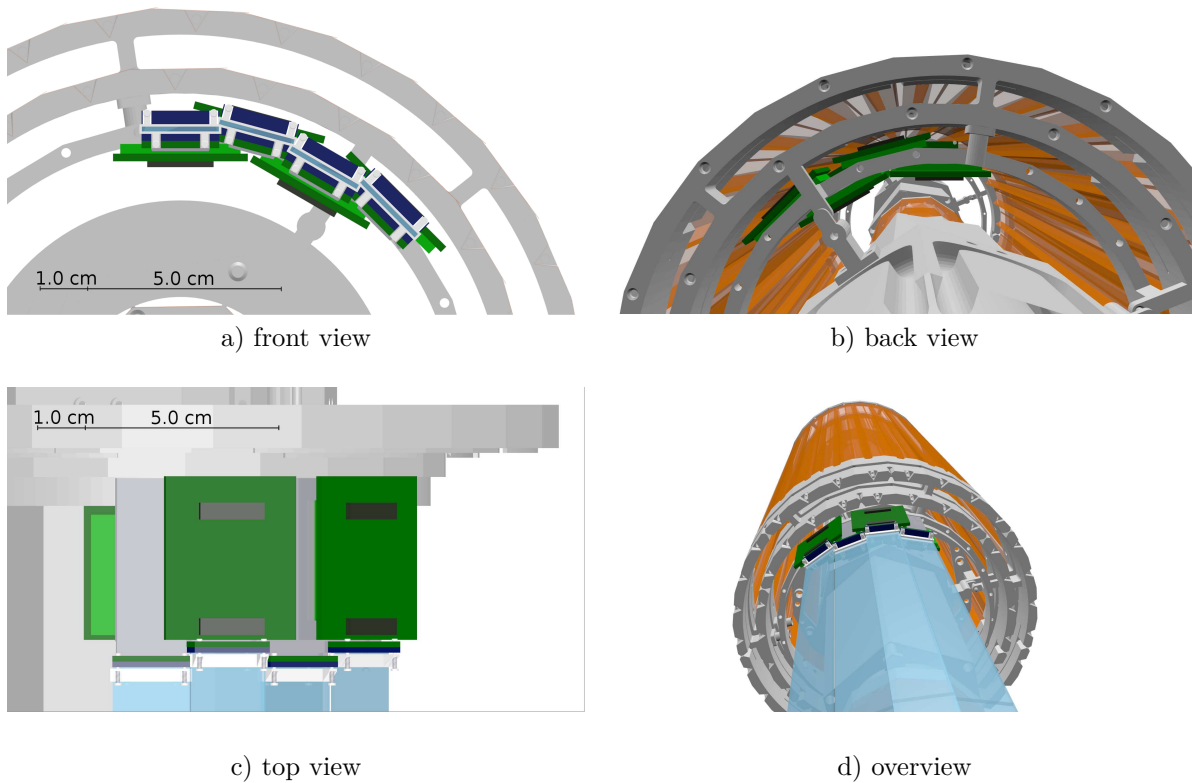 1.0 cm 5.0 cm
a) front view
b) back view
1.0 cm 5.0 cm
c) top view
d) overview